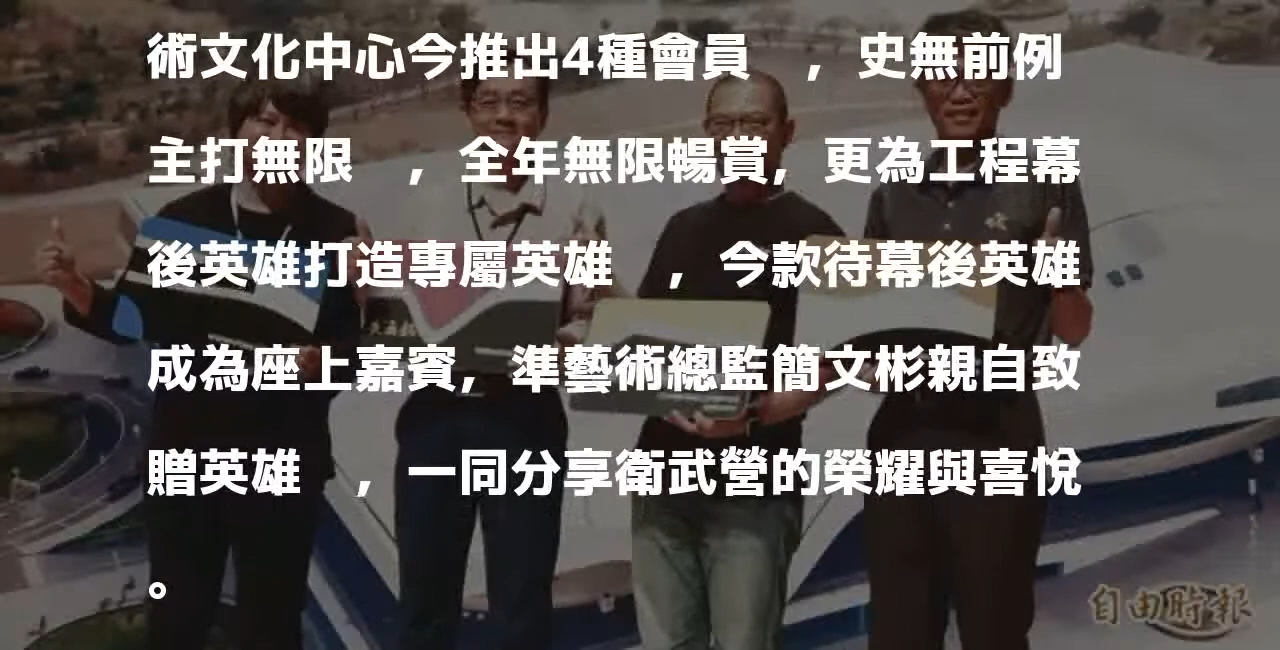 術文化中心今推出4種會員　，史無前例
主打無限　，全年無限暢賞，更為工程幕
後英雄打造專屬英雄　，今款待幕後英雄
成為座上嘉賓，準藝術總監簡文彬親自致
贈英雄　，一同分享衛武營的榮耀與喜悅
。
自由時報